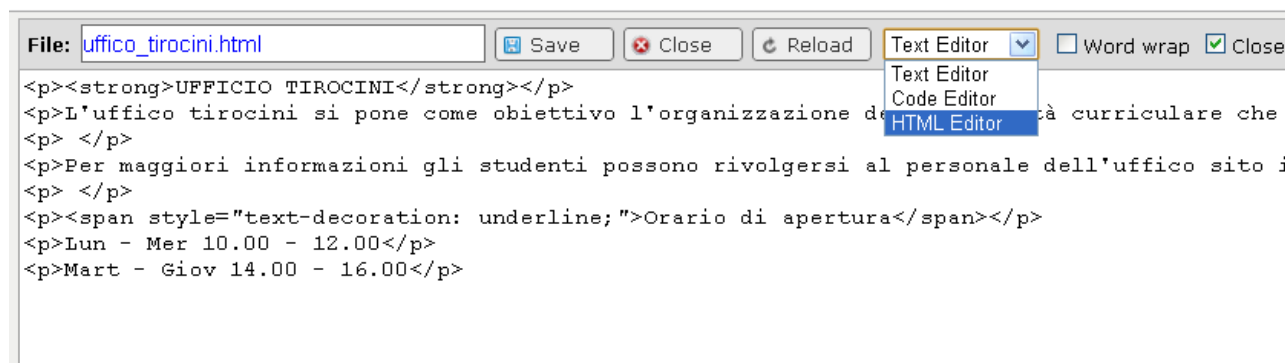 File: uffico_tirocini.html Save Close Reload Text Editor Word wrap Close
Text Editor
Code Editor
HTML Editor
<p><strong>UFFICIO TIROCINI</strong></p>
<p>L'uffico tirocini si pone come obiettivo l'organizzazione curriculare che
<p> </p>
<p>Per maggiori informazioni gli studenti possono rivolgersi al personale dell'uffico sito
<p> </p>
<p><span style="text-decoration: underline;">Orario di apertura</span></p>
<p>Lun - Mer 10.00 - 12.00</p>
<p>Mart - Giov 14.00 - 16.00</p>